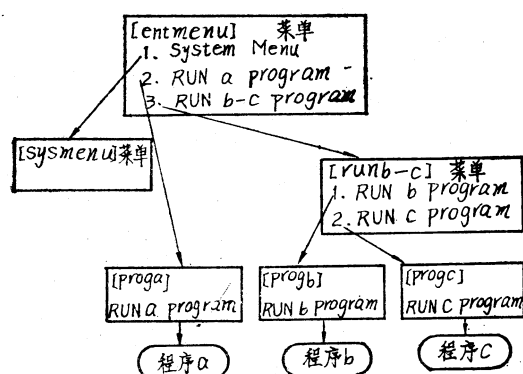 [entmenu] 菜单
1. System Menu
2. RUN a program
3. RUN b-c program
[sysmenu]菜单
[runb-c] 菜单
1. RUN b program
2. RUN c program
[proga]
RUN a program
[progb]
RUN b program
[progc]
RUN C program
程序a
程序b
程序C